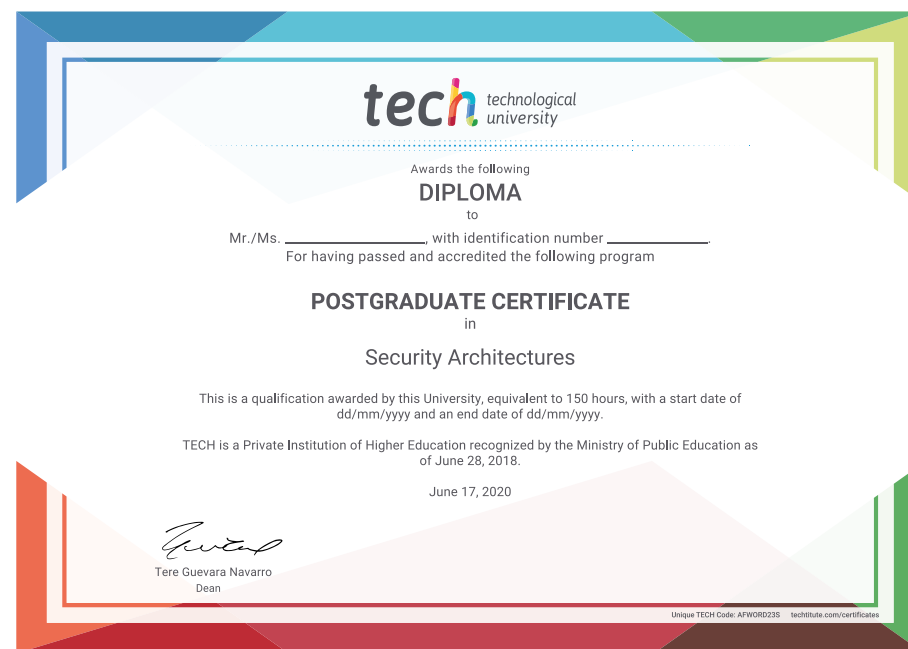 tech technological
university
Awards the following
DIPLOMA
to
Mr./Ms. ____________________, with identification number ______________.
For having passed and accredited the following program
POSTGRADUATE CERTIFICATE
in
Security Architectures
This is a qualification awarded by this University, equivalent to 150 hours, with a start date of
dd/mm/yyyy and an end date of dd/mm/yyyy.
TECH is a Private Institution of Higher Education recognized by the Ministry of Public Education as
of June 28, 2018.
June 17, 2020
Tere Guevara Navarro
Dean
Unique TECH Code: AFWORD23S techtitute.com/certificates